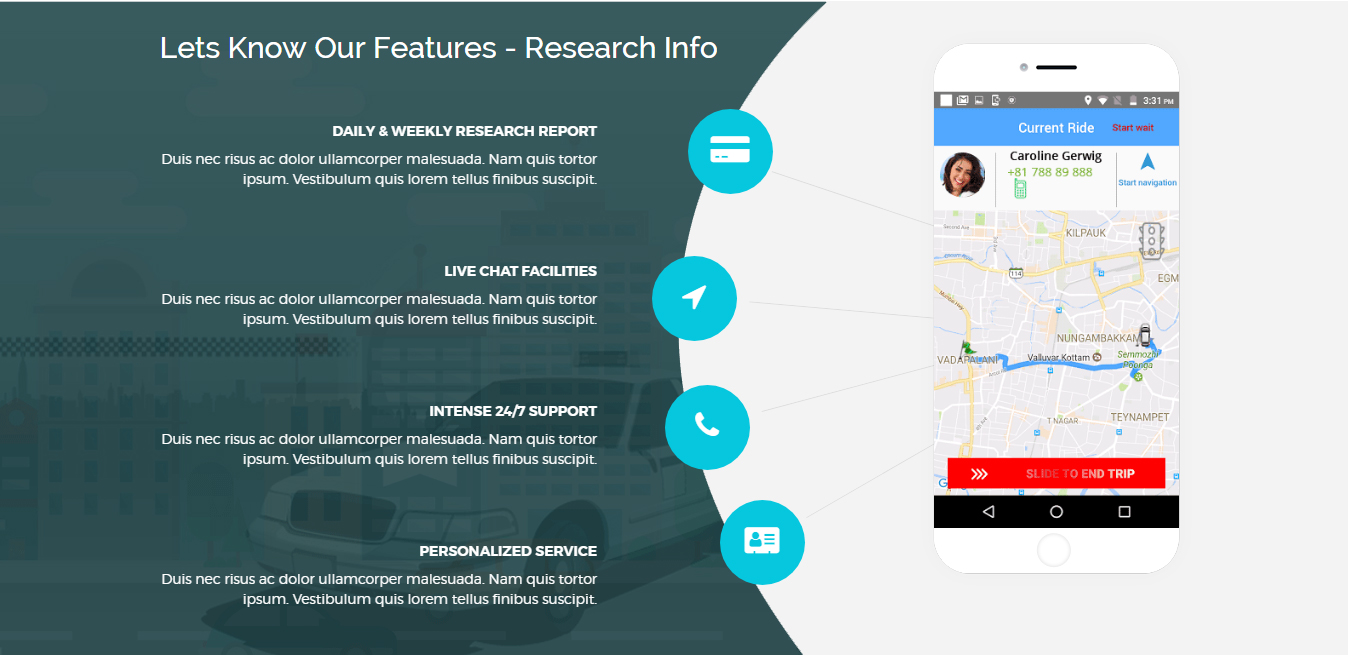 Lets Know Our Features - Research Info
DAILY & WEEKLY RESEARCH REPORT
Duis nec risus ac dolor ullamcorper malesuada. Nam quis tortor
ipsum. Vestibulum quis lorem tellus finibus suscipit.
LIVE CHAT FACILITIES
Duis nec risus ac dolor ullamcorper malesuada. Nam quis tortor
ipsum. Vestibulum quis lorem tellus finibus suscipit.
INTENSE 24/7 SUPPORT
Duis nec risus ac dolor ullamcorper malesuada. Nam quis tortor
ipsum. Vestibulum quis lorem tellus finibus suscipit.
PERSONALIZED SERVICE
Duis nec risus ac dolor ullamcorper malesuada. Nam quis tortor
ipsum. Vestibulum quis lorem tellus finibus suscipit.
3:31 PM
Current Ride Start wait
Caroline Gerwig
+81 788 89 888
Start navigation
KILPAUK
114
EGM
NUNGAMBAKKAM
VADAPALANI
Valluvar Kottam
Semmozhi
Poonga
T NAGAR
TEYNAMPET
SLIDE TO END TRIP